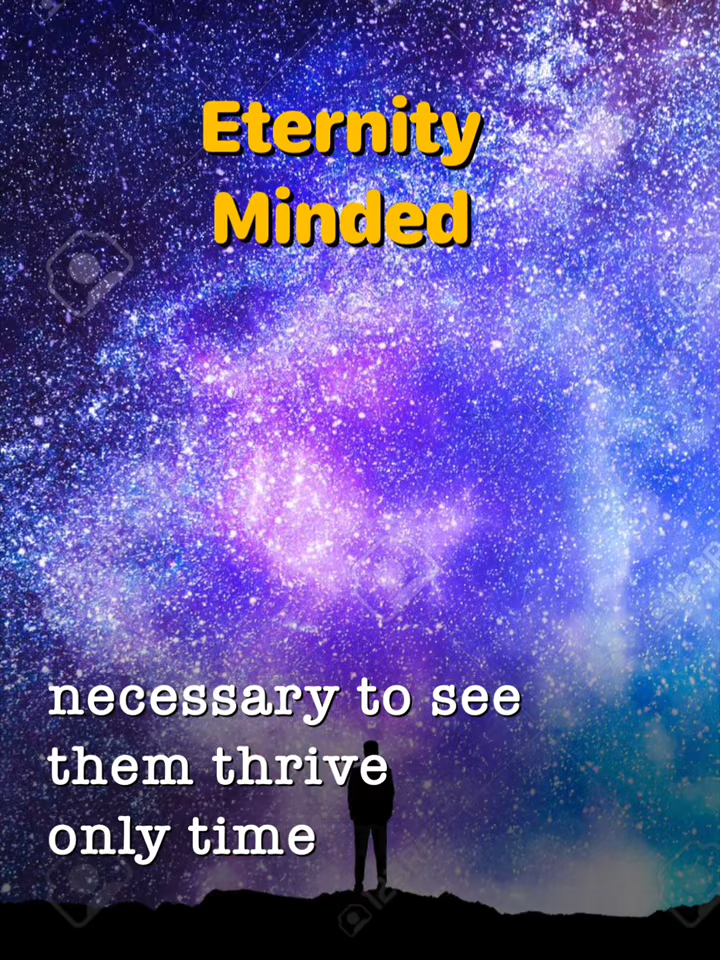 Eternity
Minded
necessary to see
them thrive
only time